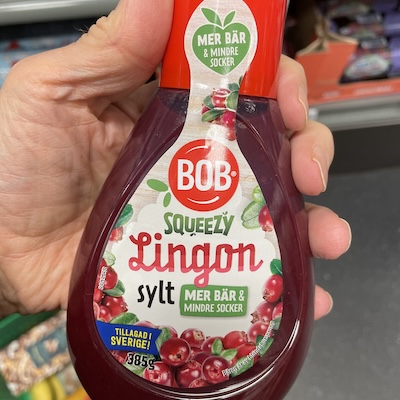 MER BÄR
& MINDRE
SOCKER
BOB
SQUEEZY
Lingon
sylt
MER BÄR &
MINDRE SOCKER
TILLAGAD I
SVERIGE!
385g